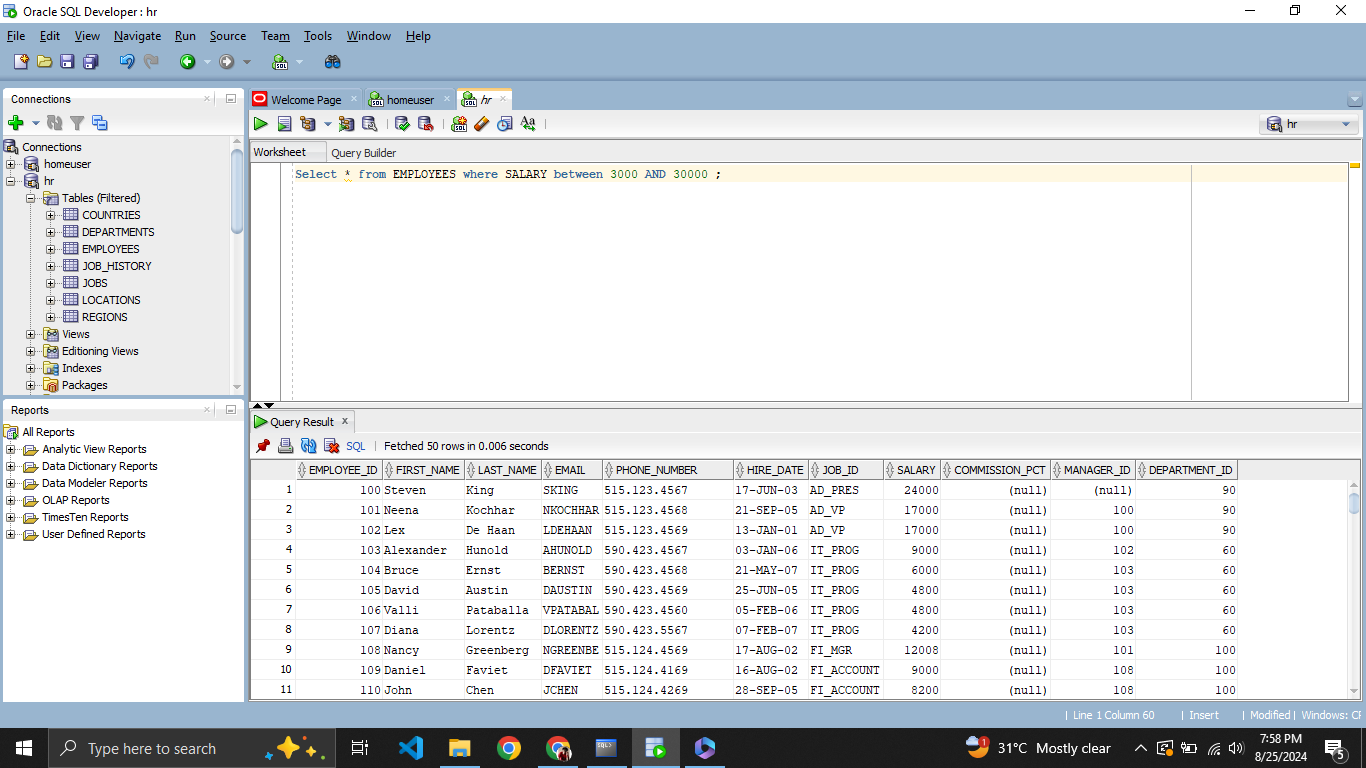 Oracle SQL Developer : hr
File Edit View Navigate Run Source Team Tools Window Help
Connections
Connections
homeuser
hr
Tables (Filtered)
COUNTRIES
DEPARTMENTS
EMPLOYEES
JOB_HISTORY
JOBS
LOCATIONS
REGIONS
Views
Editioning Views
Indexes
Packages
Reports
All Reports
Analytic View Reports
Data Dictionary Reports
Data Modeler Reports
OLAP Reports
TimesTen Reports
User Defined Reports
Welcome Page homeuser hr
hr
Worksheet Query Builder
Select * from EMPLOYEES where SALARY between 3000 AND 30000 ;
Query Result
SQL | Fetched 50 rows in 0.006 seconds
EMPLOYEE_ID FIRST_NAME LAST_NAME EMAIL PHONE_NUMBER HIRE_DATE JOB_ID SALARY COMMISSION_PCT MANAGER_ID DEPARTMENT_ID
1 100 Steven King SKING 515.123.4567 17-JUN-03 AD_PRES 24000 (null) (null) 90
2 101 Neena Kochhar NKOCHHAR 515.123.4568 21-SEP-05 AD_VP 17000 (null) 100 90
3 102 Lex De Haan LDEHAAN 515.123.4569 13-JAN-01 AD_VP 17000 (null) 100 90
4 103 Alexander Hunold AHUNOLD 590.423.4567 03-JAN-06 IT_PROG 9000 (null) 102 60
5 104 Bruce Ernst BERNST 590.423.4568 21-MAY-07 IT_PROG 6000 (null) 103 60
6 105 David Austin DAUSTIN 590.423.4569 25-JUN-05 IT_PROG 4800 (null) 103 60
7 106 Valli Pataballa VPATABAL 590.423.4560 05-FEB-06 IT_PROG 4800 (null) 103 60
8 107 Diana Lorentz DLORENTZ 590.423.5567 07-FEB-07 IT_PROG 4200 (null) 103 60
9 108 Nancy Greenberg NGREENBE 515.124.4569 17-AUG-02 FI_MGR 12008 (null) 101 100
10 109 Daniel Faviet DFAVIET 515.124.4169 16-AUG-02 FI_ACCOUNT 9000 (null) 108 100
11 110 John Chen JCHEN 515.124.4269 28-SEP-05 FI_ACCOUNT 8200 (null) 108 100
| Line 1 Column 60 | Insert | Modified | Windows: CF
Type here to search
1
31°C Mostly clear
7:58 PM
8/25/2024
5